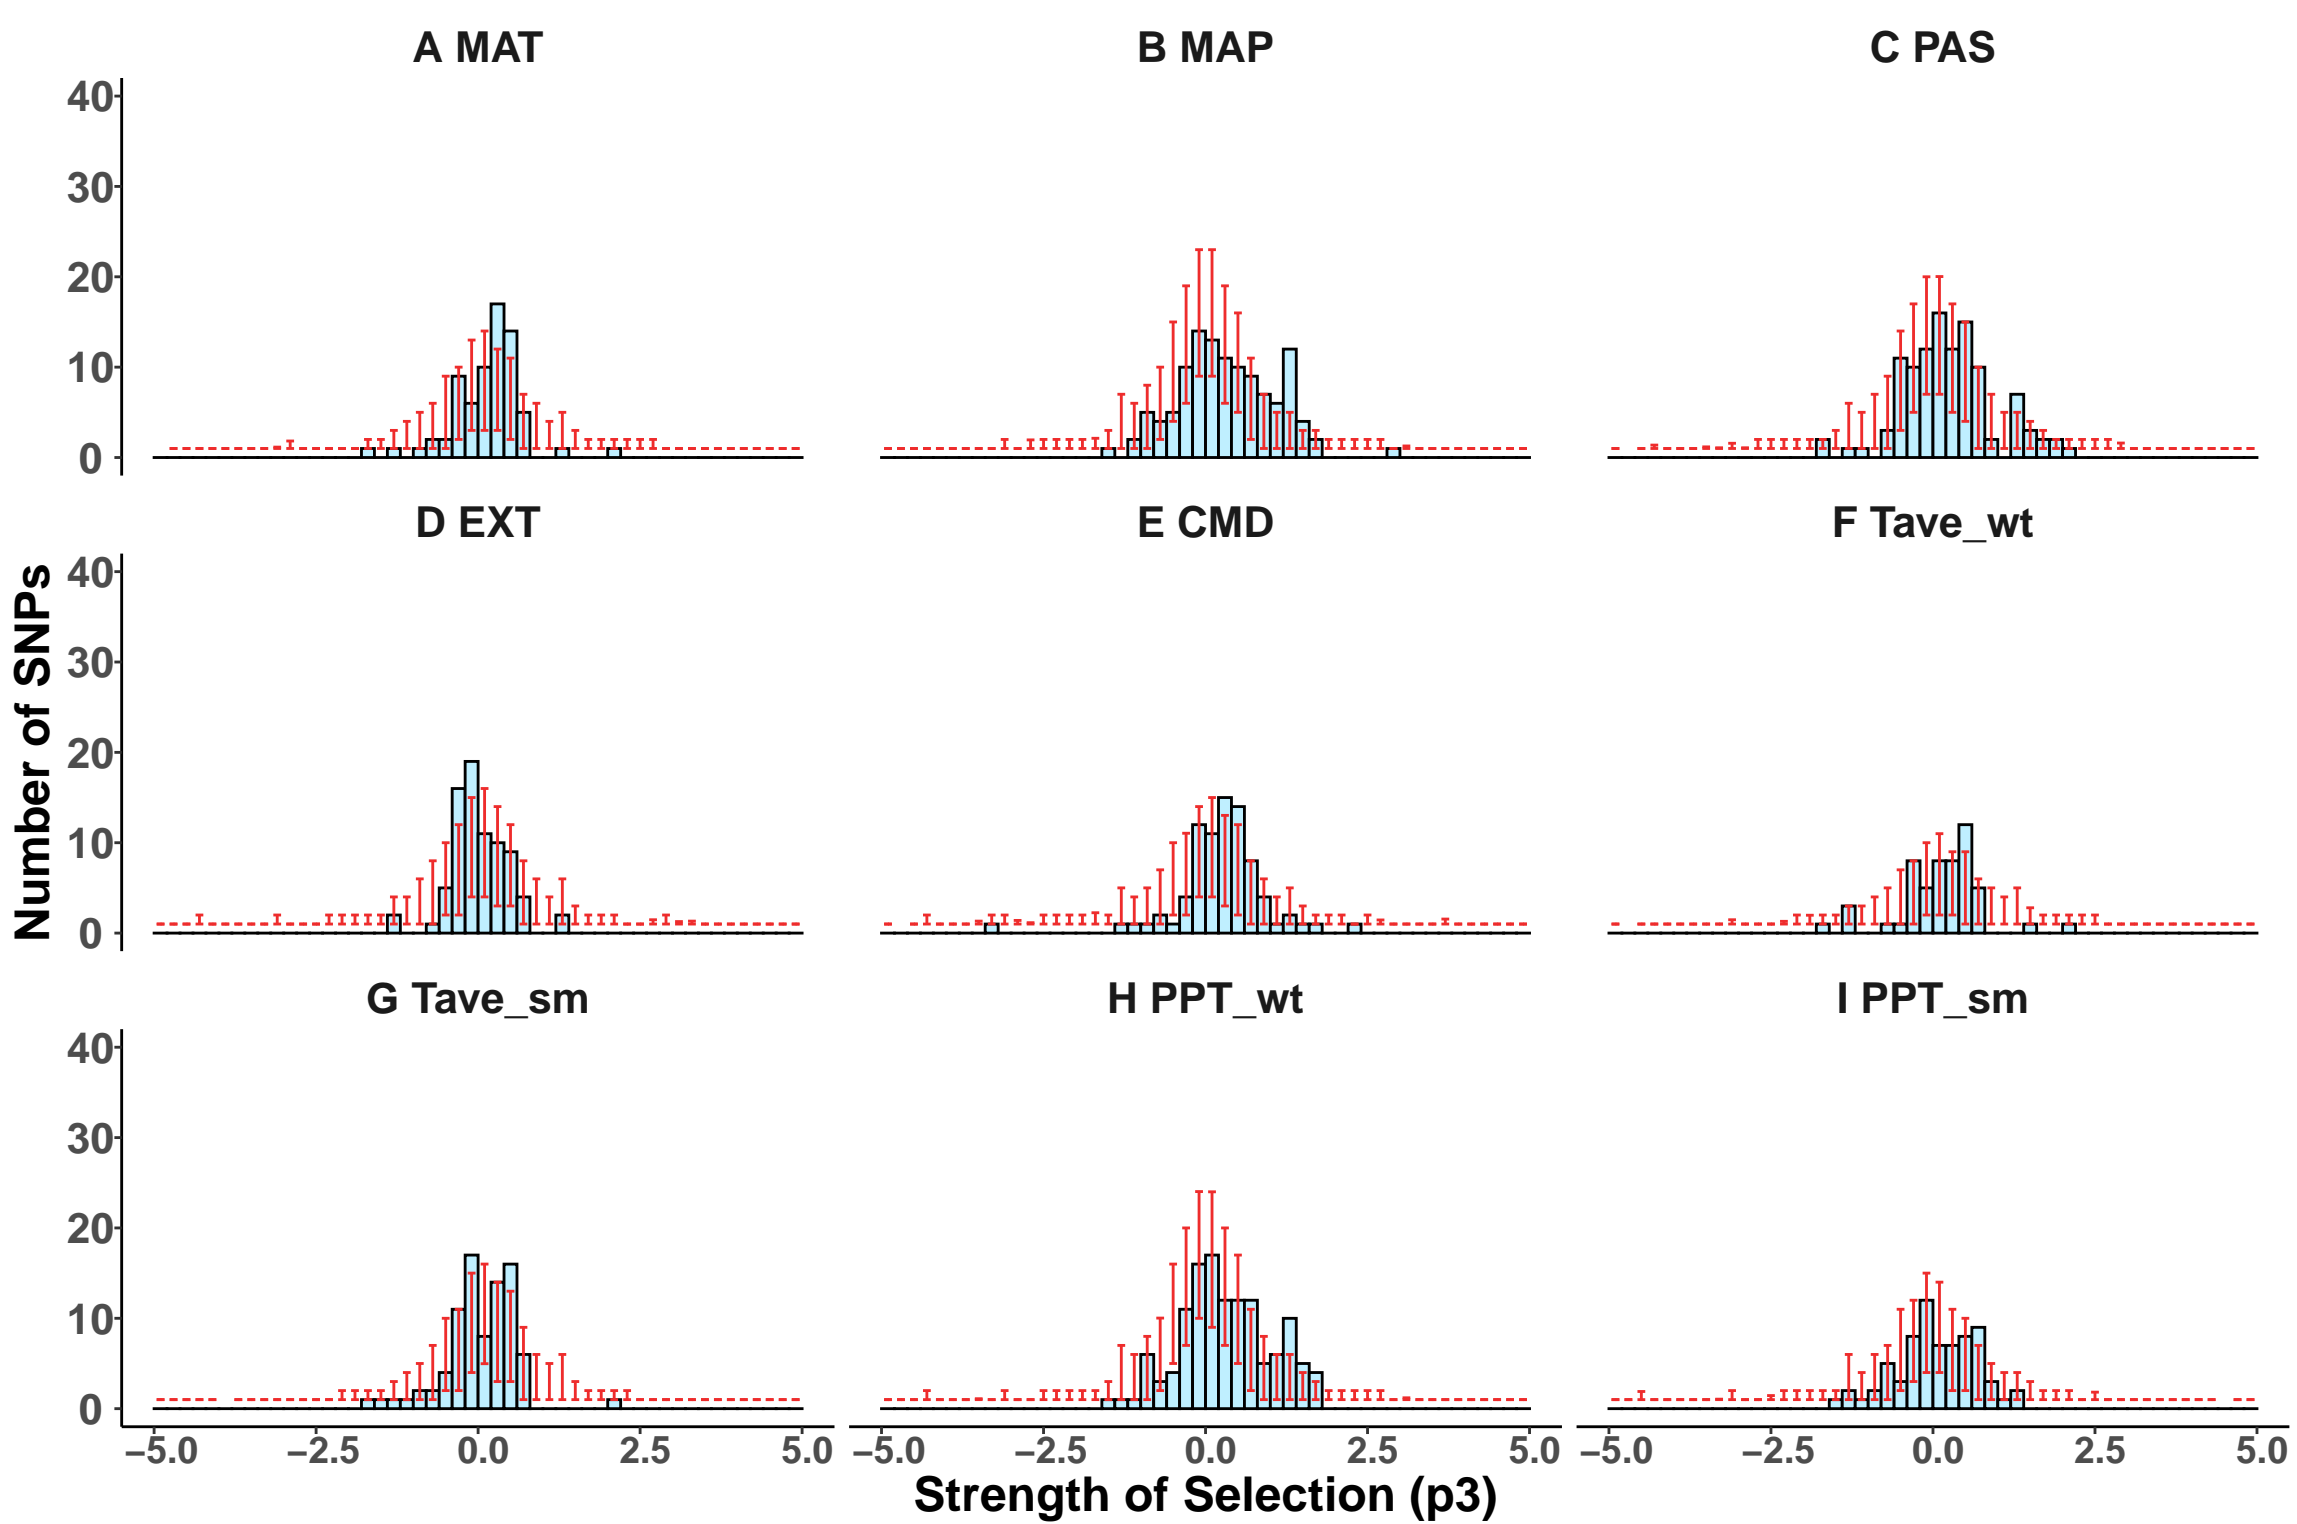 A MAT
B MAP
C PAS
40
30
20
10
0
D EXT
E CMD
F Tave_wt
40
30
20
10
0
Number of SNPs
G Tave_sm
H PPT_wt
I PPT_sm
40
30
20
10
0
−5.0 −2.5 0.0 2.5 5.0
−5.0 −2.5 0.0 2.5 5.0
−5.0 −2.5 0.0 2.5 5.0
Strength of Selection (p3)